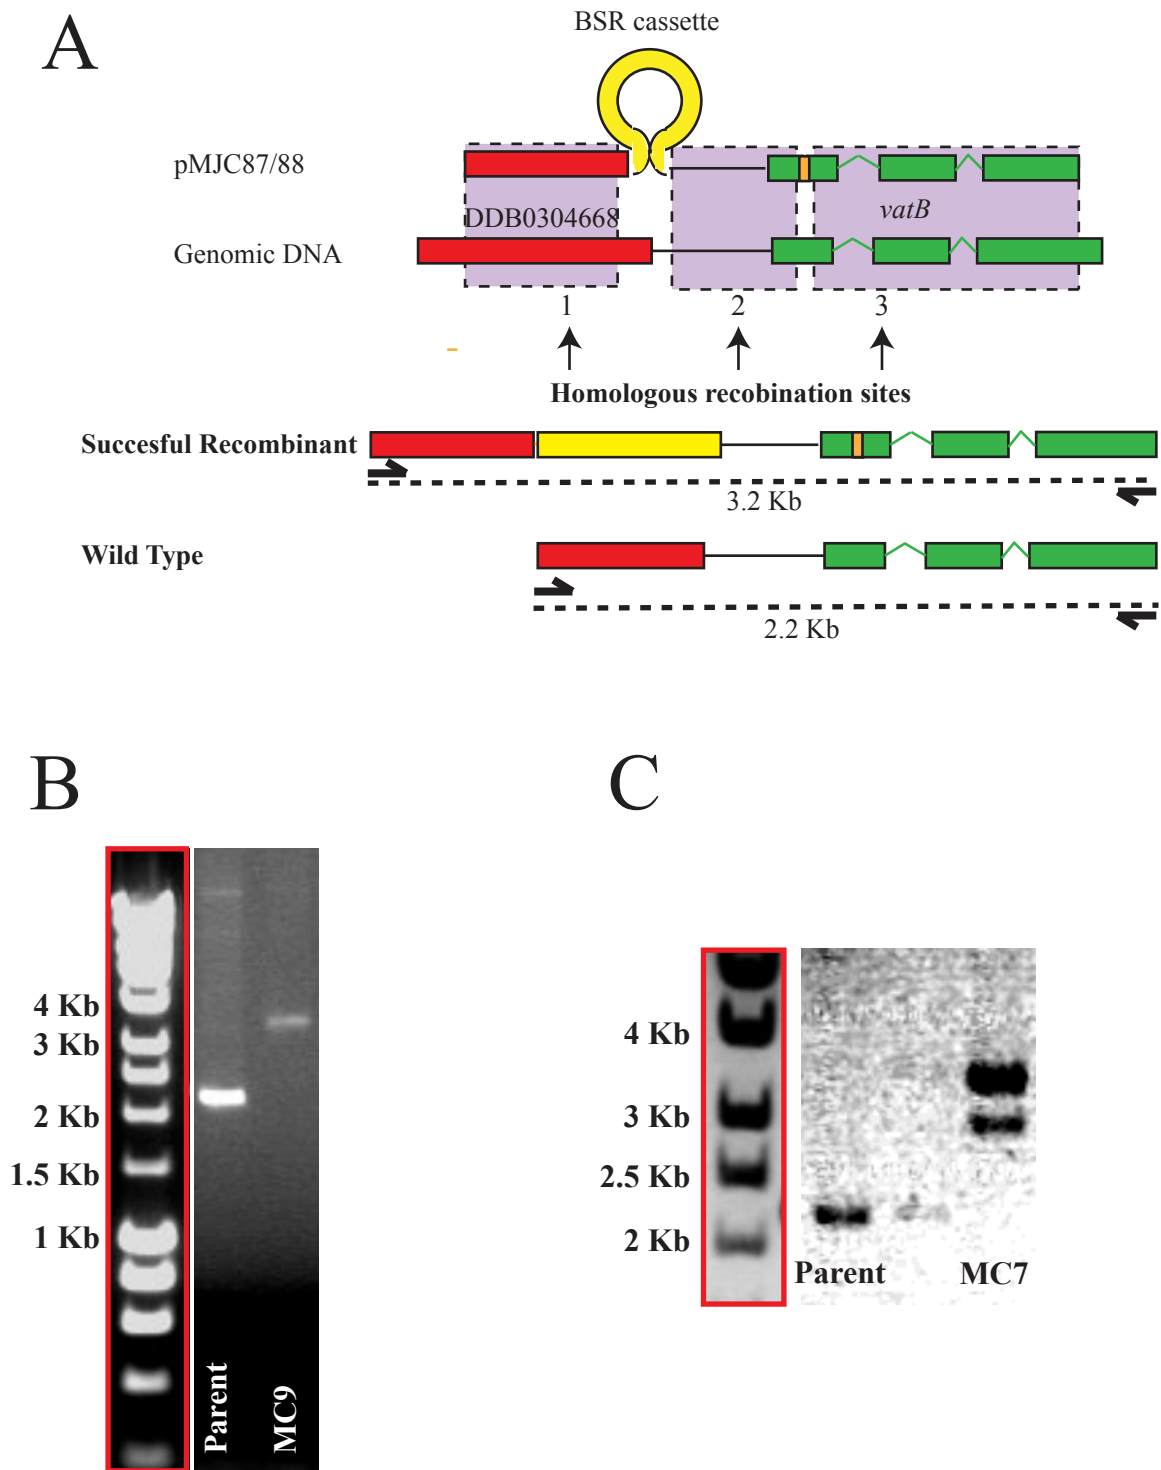 A
BSR cassette
pMJC87/88
DDB0304668
vatB
Genomic DNA
1
2
3
Homologous recobination sites
Succesful Recombinant
3.2 Kb
Wild Type
2.2 Kb
B
4 Kb
3 Kb
2 Kb
1.5 Kb
1 Kb
Parent
MC9
C
4 Kb
3 Kb
2.5 Kb
2 Kb
Parent
MC7